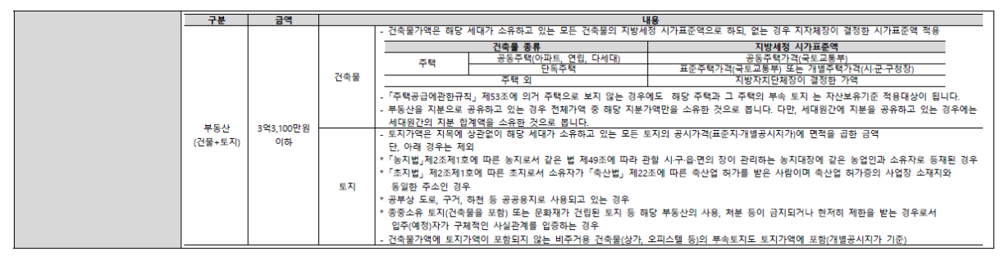 구분 금액 내용
- 건축물가액은 해당 세대가 소유하고 있는 모든 건축물의 지방세정 시가표준액으로 하되, 없는 경우 지자체장이 결정한 시가표준액 적용
건축물 종류 지방세정 시가표준액
주택 공동주택(아파트, 연립, 다세대) 공동주택가격(국토교통부)
단독주택 표준주택가격(국토교통부) 또는 개별주택가격(시·군·구청장)
주택 외 지방자치단체장이 결정한 가액
건축물
- 「주택공급에관한규칙」 제53조에 의거 주택으로 보지 않는 경우에도 해당 주택과 그 주택의 부속 토지 는 자산보유기준 적용대상이 됩니다.
- 부동산을 지분으로 공유하고 있는 경우 전체가액 중 해당 지분가액만을 소유한 것으로 봅니다. 다만, 세대원간에 지분을 공유하고 있는 경우에는
세대원간의 지분 합계액을 소유한 것으로 봅니다.
부동산
(건물+토지)
3억3,100만원
이하
토지
- 토지가액은 지목에 상관없이 해당 세대가 소유하고 있는 모든 토지의 공시가격(표준지·개별공시지가)에 면적을 곱한 금액
단, 아래 경우는 제외
* 「농지법」제2조제1호에 따른 농지로서 같은 법 제49조에 따라 관할 시·구·읍·면의 장이 관리하는 농지대장에 같은 농업인과 소유자로 등재된 경우
* 「초지법」 제2조제1호에 따른 초지로서 소유자가 「축산법」 제22조에 따른 축산업 허가를 받은 사람이며 축산업 허가증의 사업장 소재지와
동일한 주소인 경우
* 공부상 도로, 구거, 하천 등 공공용지로 사용되고 있는 경우
* 종중소유 토지(건축물을 포함) 또는 문화재가 건립된 토지 등 해당 부동산의 사용, 처분 등이 금지되거나 현저히 제한을 받는 경우로서
입주(예정)자가 구체적인 사실관계를 입증하는 경우
- 건축물가액에 토지가액이 포함되지 않는 비주거용 건축물(상가, 오피스텔 등)의 부속토지도 토지가액에 포함(개별공시지가 기준)